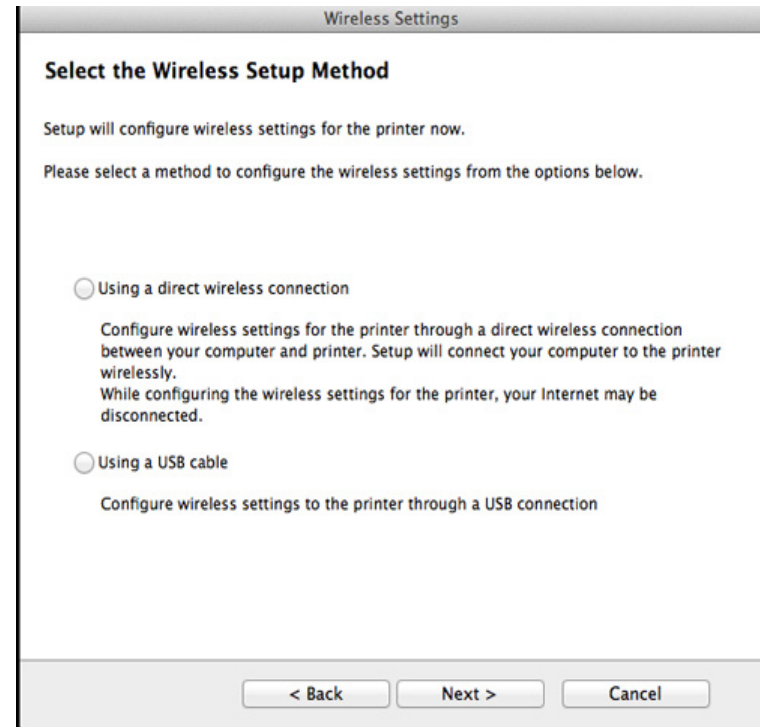 Wireless Settings
Select the Wireless Setup Method
Setup will configure wireless settings for the printer now.
Please select a method to configure the wireless settings from the options below.
Using a direct wireless connection
Configure wireless settings for the printer through a direct wireless connection
between your computer and printer. Setup will connect your computer to the printer
wirelessly.
While configuring the wireless settings for the printer, your Internet may be
disconnected.
Using a USB cable
Configure wireless settings to the printer through a USB connection
< Back Next > Cancel